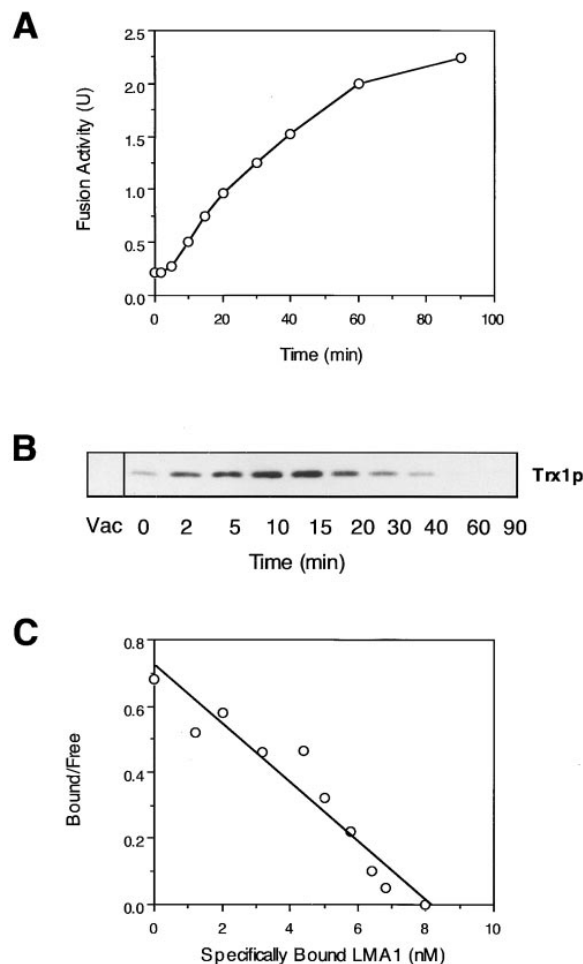 A
2.5
2.0
1.5
1.0
0.5
0.0
Fusion Activity (U)
0 20 40 60 80 100
Time (min)
B
Trx1p
Vac 0 2 5 10 15 20 30 40 60 90
Time (min)
C
0.8
0.6
0.4
0.2
0.0
Bound/Free
0 2 4 6 8 10
Specifically Bound LMA1 (nM)